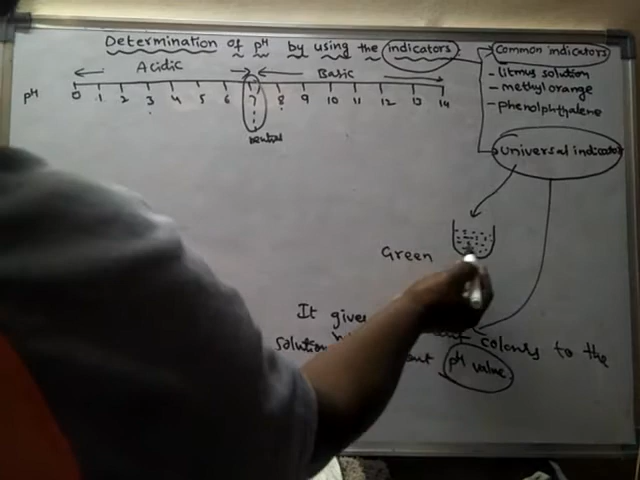 Determination of pH by using the indicators
Common indicators
- litmus solution
- methyl orange
- phenolphthalene
Acidic
Basic
pH
0 1 2 3 4 5 6 7 8 9 10 11 12 13 14
neutral
Universal indicator
Green
It gives
colours to the
solution
pH value